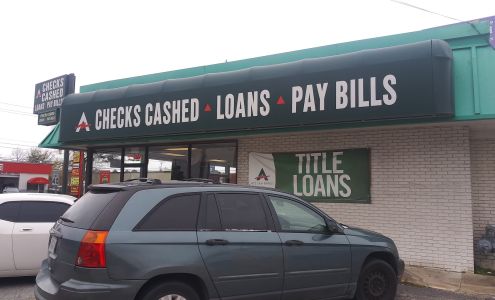 CHECKS
CASHED
LOANS
PAY BILLS
CHECKS CASHED LOANS PAY BILLS
TITLE
LOANS